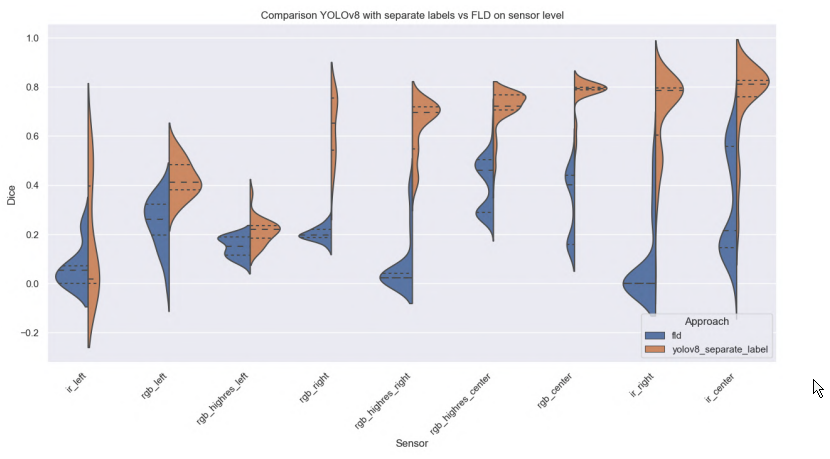 Comparison YOLOv8 with separate labels vs FLD on sensor level
Dice
1.0
0.8
0.6
0.4
0.2
0.0
−0.2
Approach
fld
yolov8_separate_label
ir_left
rgb_left
rgb_highres_left
rgb_right
rgb_highres_right
rgb_highres_center
rgb_center
ir_right
ir_center
Sensor